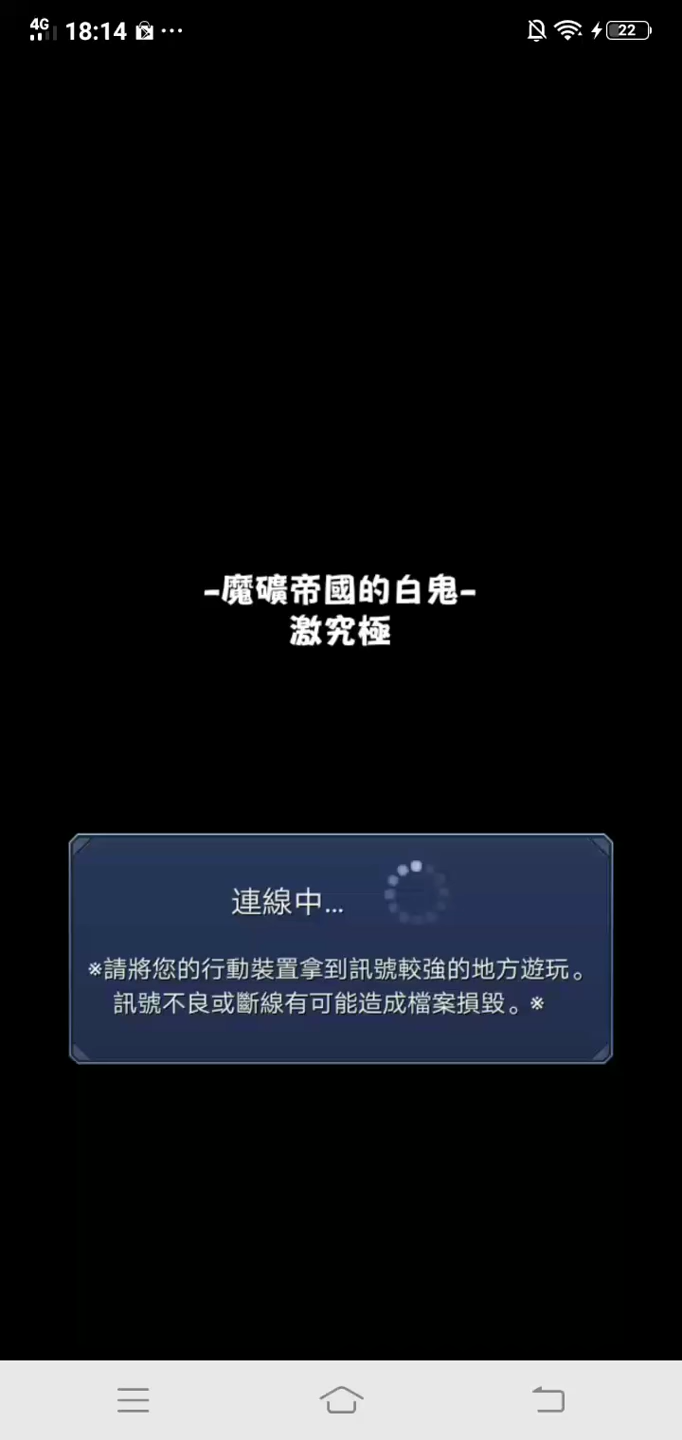 4G 18:14 22
-魔礦帝國的白鬼-
激究極
連線中...
※請將您的行動裝置拿到訊號較強的地方遊玩。
訊號不良或斷線有可能造成檔案損毀。※